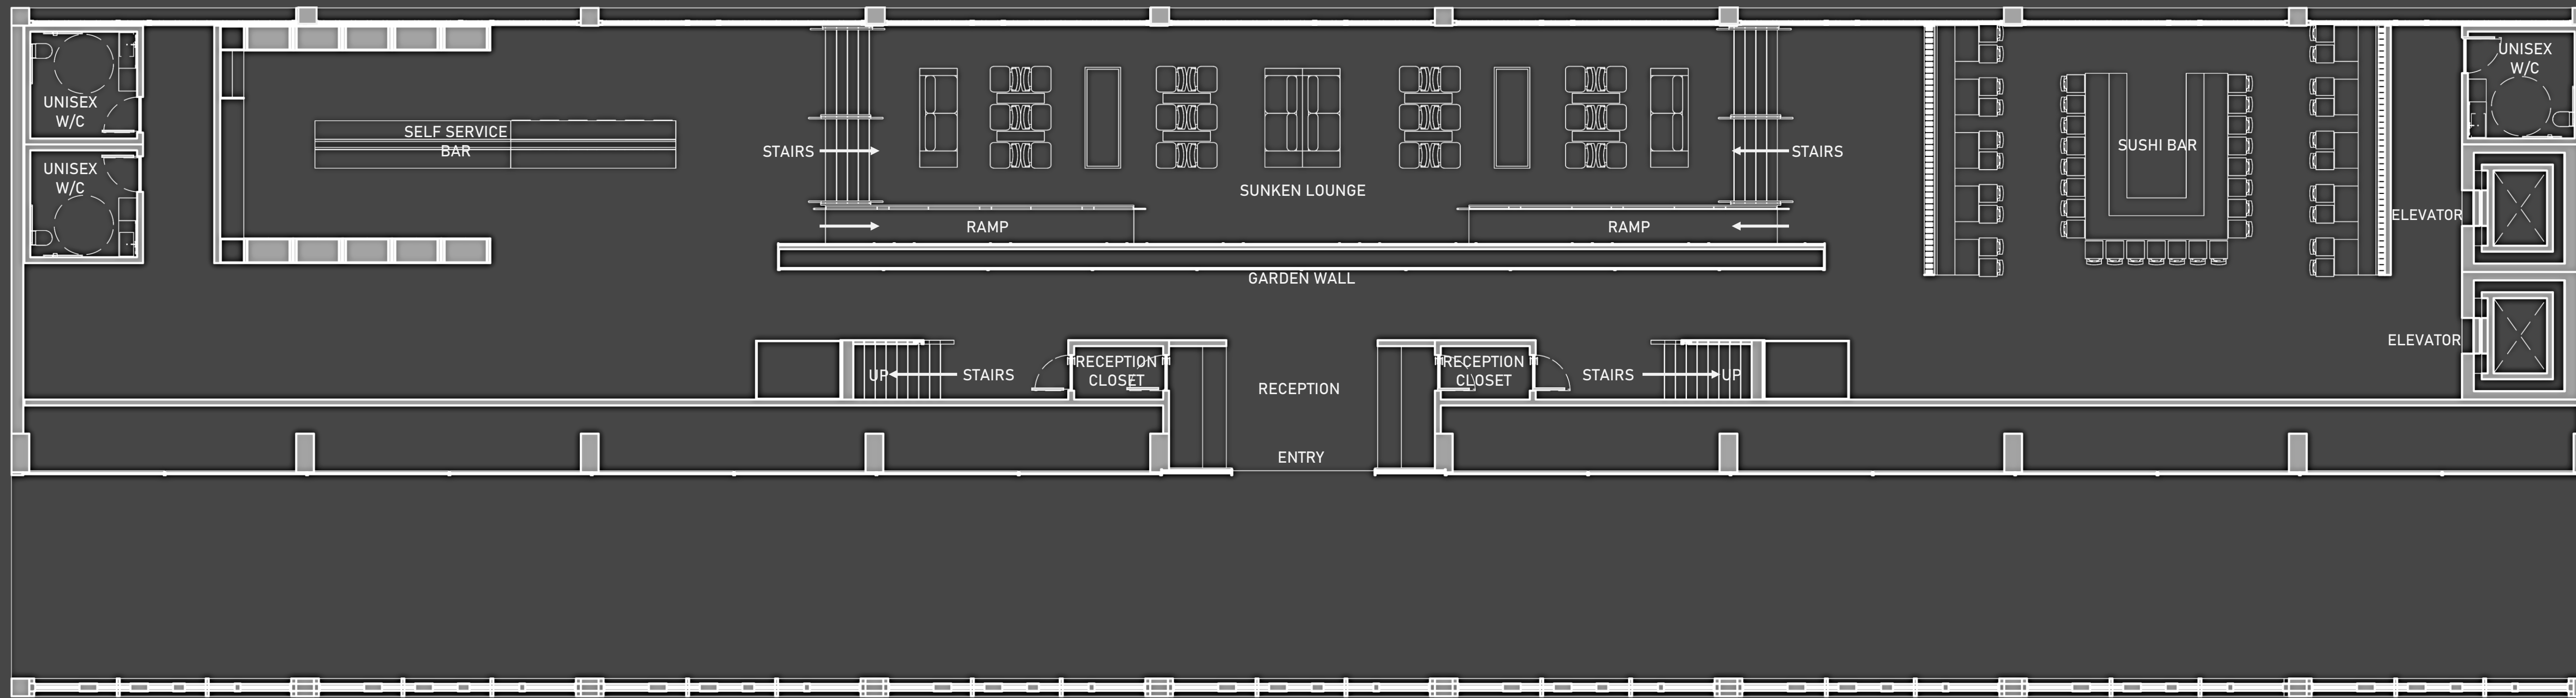 UNISEX
W/C
UNISEX
W/C
SELF SERVICE
BAR
STAIRS
RAMP
SUNKEN LOUNGE
RAMP
STAIRS
GARDEN WALL
SUSHI BAR
UNISEX
W/C
ELEVATOR
ELEVATOR
UP
STAIRS
RECEPTION
CLOSET
RECEPTION
ENTRY
RECEPTION
CLOSET
STAIRS
UP